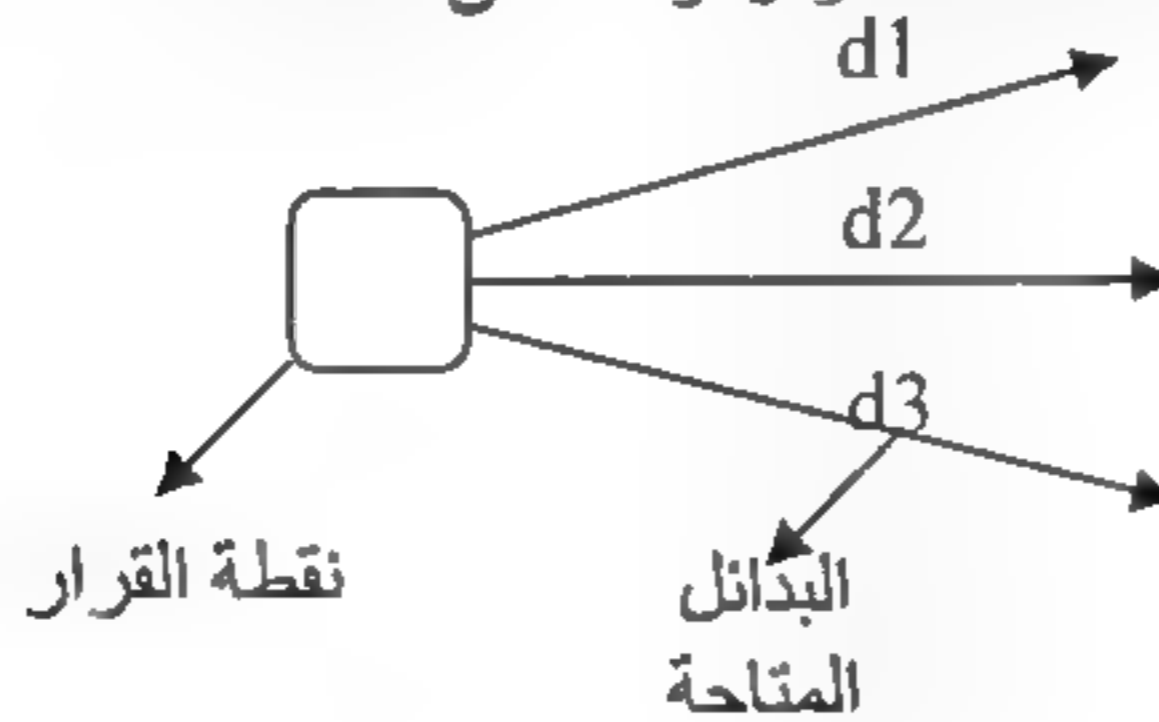 d1
d2
d3
نقطة القرار
البدائل
المتاحة